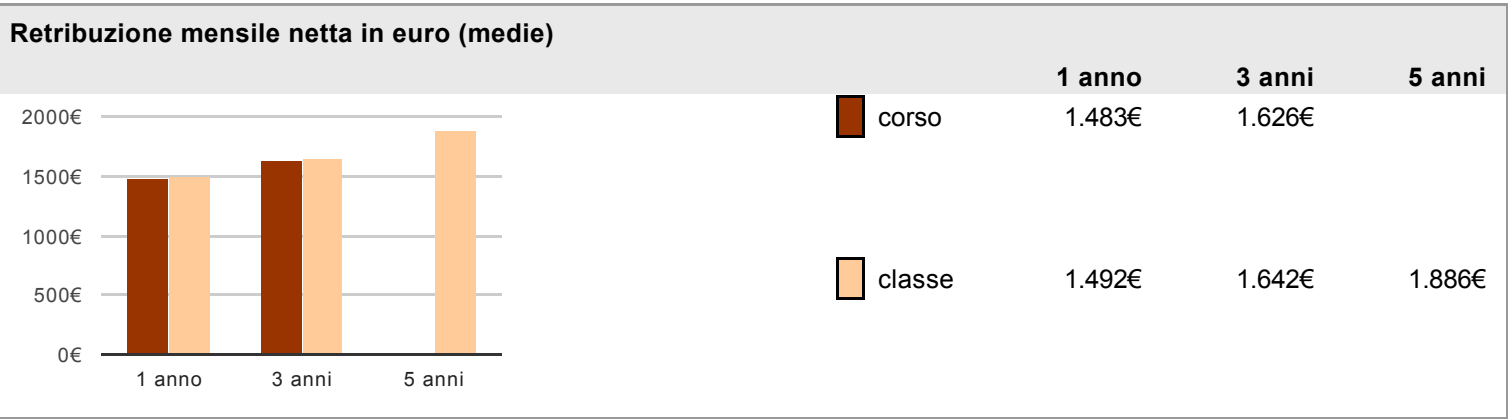 Retribuzione mensile netta in euro (medie)
1 anno 3 anni 5 anni
2000€
1500€
1000€
500€
0€
1 anno 3 anni 5 anni
corso 1.483€ 1.626€
classe 1.492€ 1.642€ 1.886€